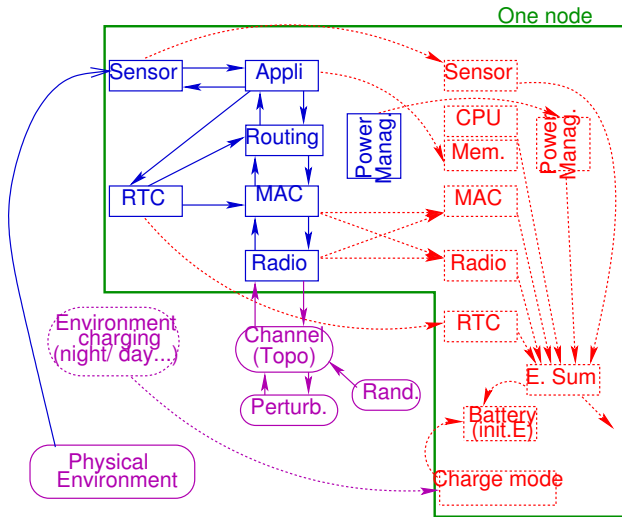 One node
Sensor
Appli
Sensor
Routing
Power
Manag.
CPU
Mem.
Power
Manag.
RTC
MAC
MAC
Radio
Radio
Environment
charging
(night/ day...)
Channel
(Topo)
RTC
Rand.
Perturb.
E. Sum
Battery
(init.E)
Physical
Environment
Charge mode